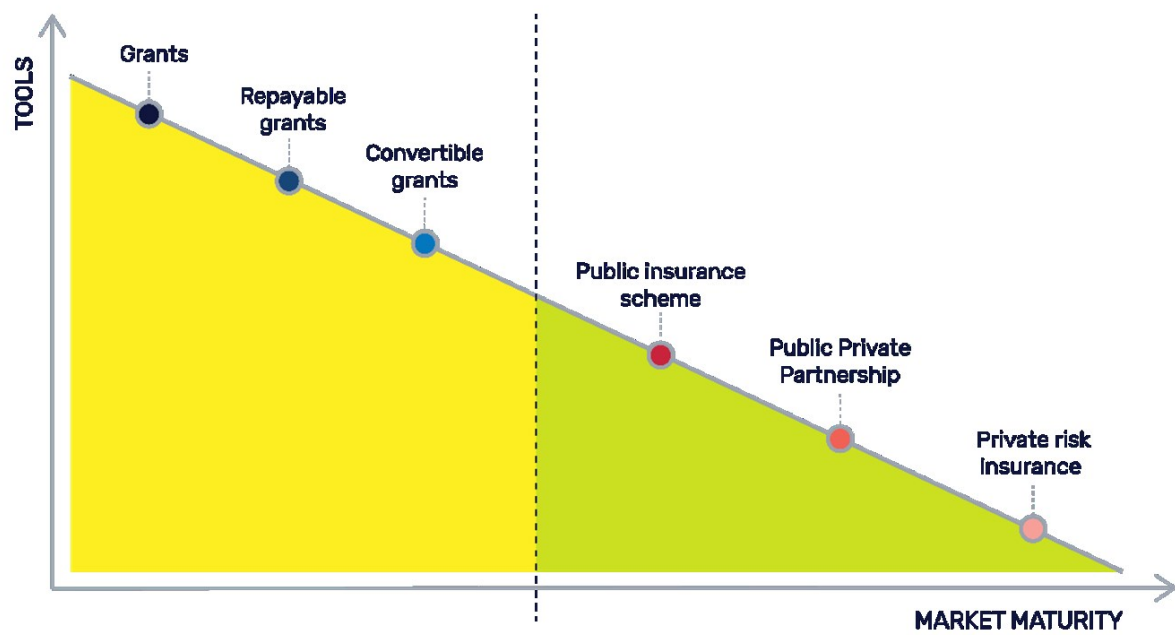 TOOLS
Grants
Repayable
grants
Convertible
grants
Public insurance
scheme
Public Private
Partnership
Private risk
insurance
MARKET MATURITY